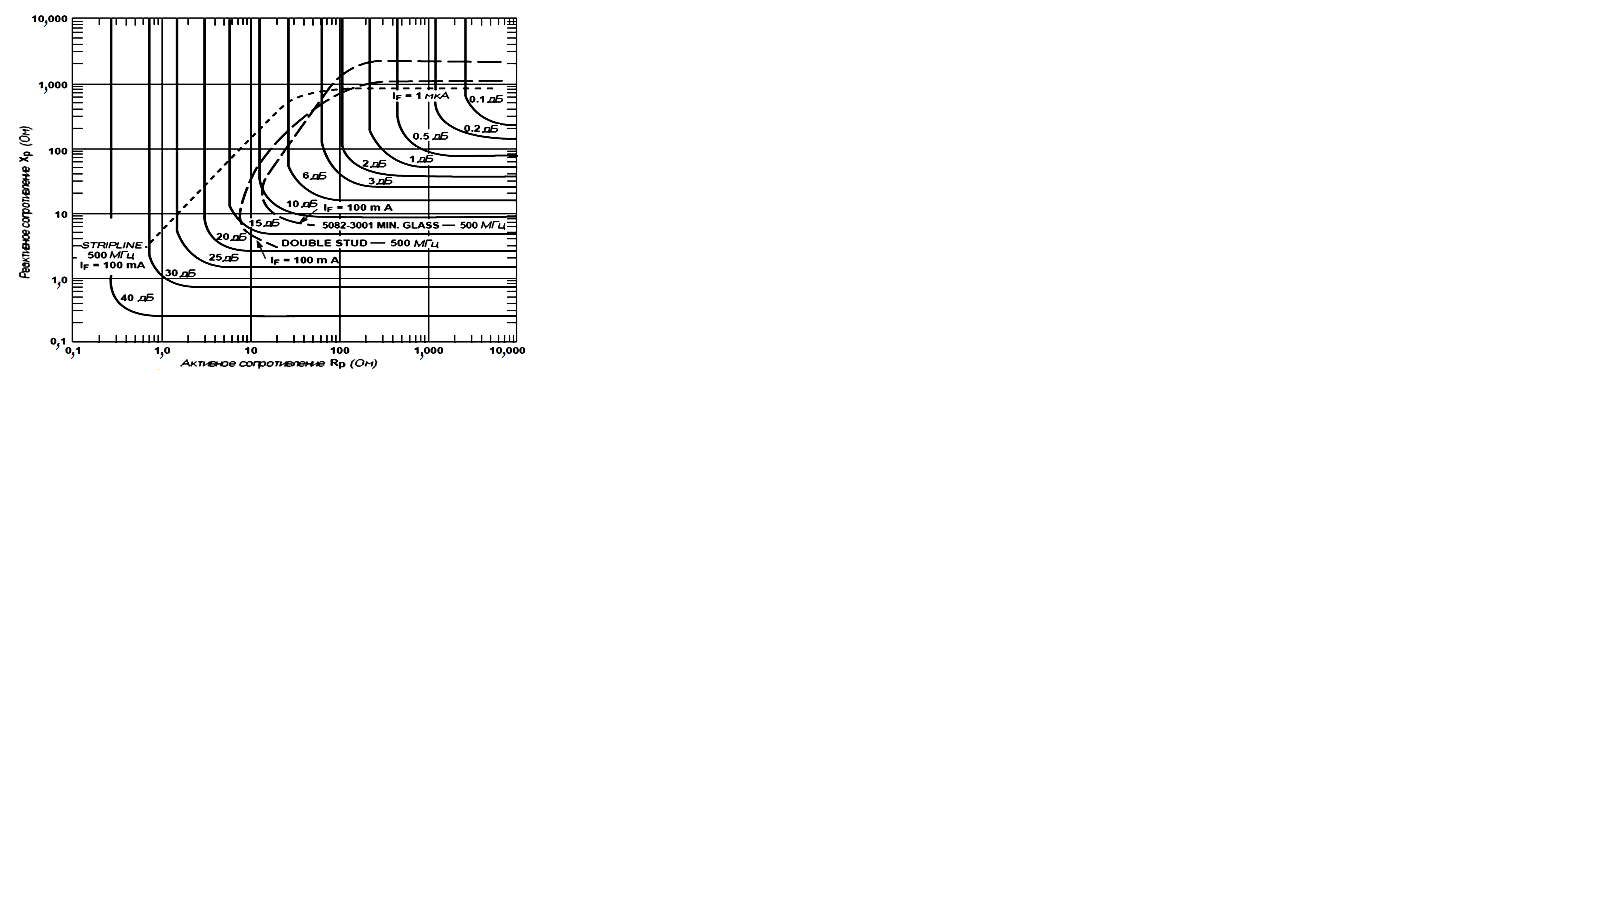 10,000
1,000
100
10
1,0
0,1
0,1
1,0
10
100
1,000
10,000
Реактивное сопротивление Xp (Ом)
Активное сопротивление Rp (Ом)
IF = 1 мкА
0.1 дБ
0.2 дБ
0.5 дБ
1 дБ
2 дБ
3 дБ
6 дБ
10 дБ
IF = 100 m A
15 дБ
5082-3001 MIN. GLASS — 500 МГц
20 дБ
DOUBLE STUD — 500 МГц
STRIPLINE
500 МГц
IF = 100 mA
25 дБ
IF = 100 m A
30 дБ
40 дБ